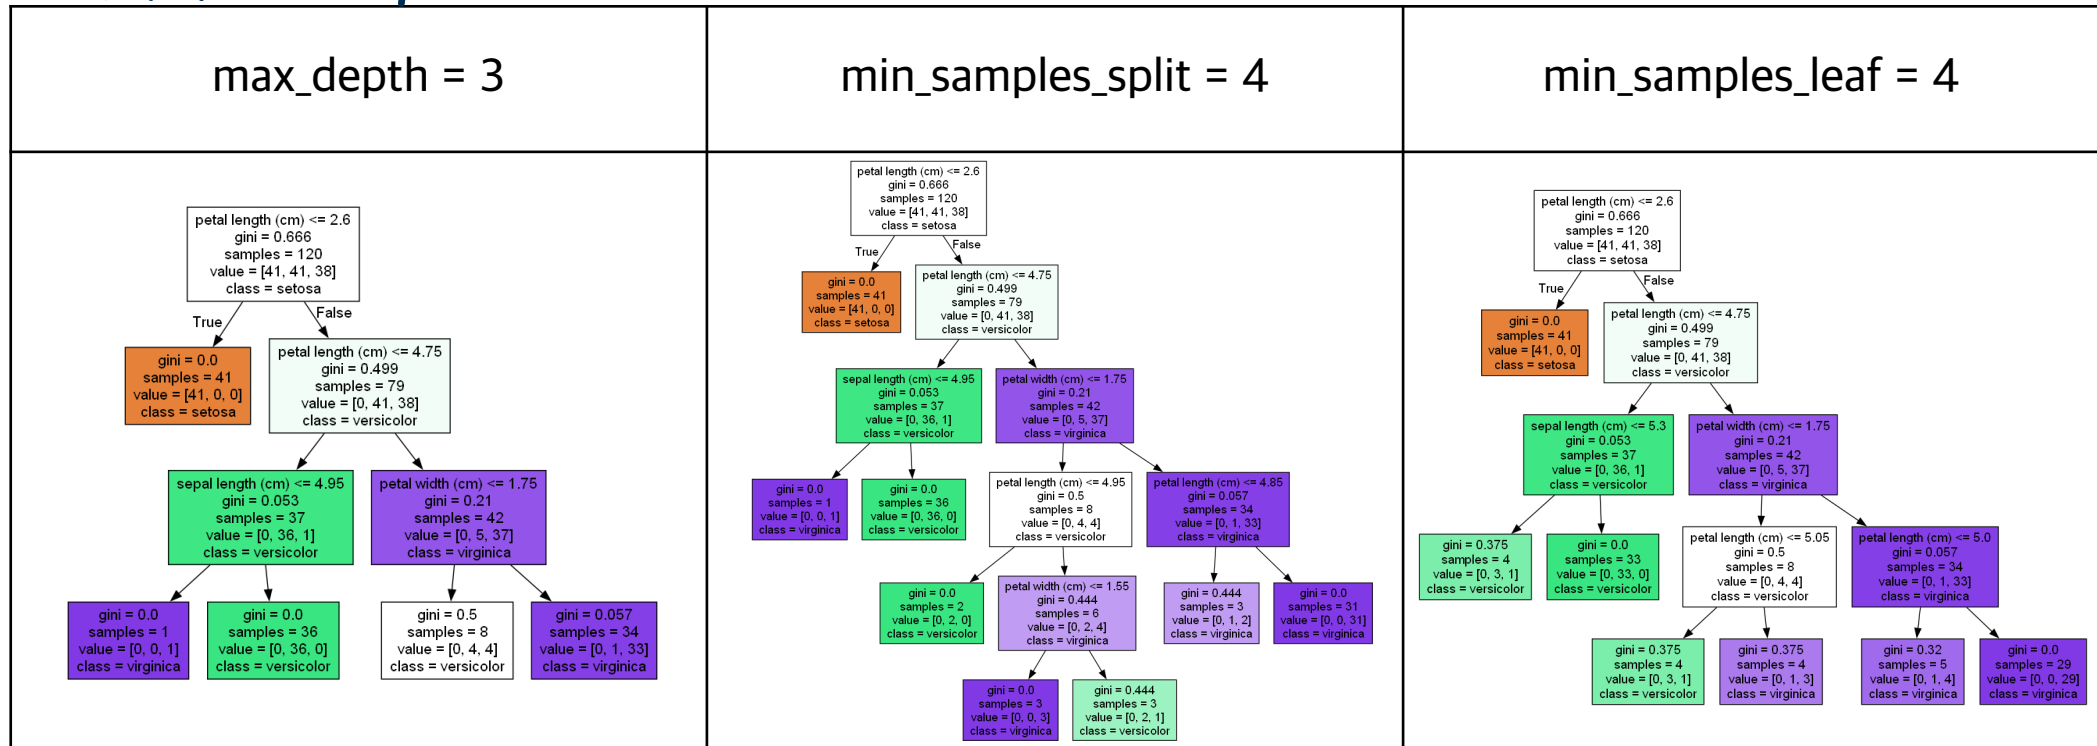 max_depth = 3
min_samples_split = 4
min_samples_leaf = 4
petal length (cm) <= 2.6
gini = 0.666
samples = 120
value = [41, 41, 38]
class = setosa
True
False
gini = 0.0
samples = 41
value = [41, 0, 0]
class = setosa
petal length (cm) <= 4.75
gini = 0.499
samples = 79
value = [0, 41, 38]
class = versicolor
sepal length (cm) <= 4.95
gini = 0.053
samples = 37
value = [0, 36, 1]
class = versicolor
petal width (cm) <= 1.75
gini = 0.21
samples = 42
value = [0, 5, 37]
class = virginica
gini = 0.0
samples = 1
value = [0, 0, 1]
class = virginica
gini = 0.0
samples = 36
value = [0, 36, 0]
class = versicolor
gini = 0.5
samples = 8
value = [0, 4, 4]
class = versicolor
gini = 0.057
samples = 34
value = [0, 1, 33]
class = virginica
petal length (cm) <= 2.6
gini = 0.666
samples = 120
value = [41, 41, 38]
class = setosa
True
False
gini = 0.0
samples = 41
value = [41, 0, 0]
class = setosa
petal length (cm) <= 4.75
gini = 0.499
samples = 79
value = [0, 41, 38]
class = versicolor
sepal length (cm) <= 4.95
gini = 0.053
samples = 37
value = [0, 36, 1]
class = versicolor
petal width (cm) <= 1.75
gini = 0.21
samples = 42
value = [0, 5, 37]
class = virginica
gini = 0.0
samples = 1
value = [0, 0, 1]
class = virginica
gini = 0.0
samples = 36
value = [0, 36, 0]
class = versicolor
petal length (cm) <= 4.95
gini = 0.5
samples = 8
value = [0, 4, 4]
class = versicolor
petal length (cm) <= 4.85
gini = 0.057
samples = 34
value = [0, 1, 33]
class = virginica
gini = 0.0
samples = 2
value = [0, 2, 0]
class = versicolor
petal width (cm) <= 1.55
gini = 0.444
samples = 6
value = [0, 2, 4]
class = virginica
gini = 0.444
samples = 3
value = [0, 1, 2]
class = virginica
gini = 0.0
samples = 31
value = [0, 0, 31]
class = virginica
gini = 0.0
samples = 3
value = [0, 0, 3]
class = virginica
gini = 0.444
samples = 3
value = [0, 2, 1]
class = versicolor
petal length (cm) <= 2.6
gini = 0.666
samples = 120
value = [41, 41, 38]
class = setosa
True
False
gini = 0.0
samples = 41
value = [41, 0, 0]
class = setosa
petal length (cm) <= 4.75
gini = 0.499
samples = 79
value = [0, 41, 38]
class = versicolor
sepal length (cm) <= 5.3
gini = 0.053
samples = 37
value = [0, 36, 1]
class = versicolor
petal width (cm) <= 1.75
gini = 0.21
samples = 42
value = [0, 5, 37]
class = virginica
gini = 0.375
samples = 4
value = [0, 3, 1]
class = versicolor
gini = 0.0
samples = 33
value = [0, 33, 0]
class = versicolor
petal length (cm) <= 5.05
gini = 0.5
samples = 8
value = [0, 4, 4]
class = versicolor
petal length (cm) <= 5.0
gini = 0.057
samples = 34
value = [0, 1, 33]
class = virginica
gini = 0.375
samples = 4
value = [0, 3, 1]
class = versicolor
gini = 0.375
samples = 4
value = [0, 1, 3]
class = virginica
gini = 0.32
samples = 5
value = [0, 1, 4]
class = virginica
gini = 0.0
samples = 29
value = [0, 0, 29]
class = virginica